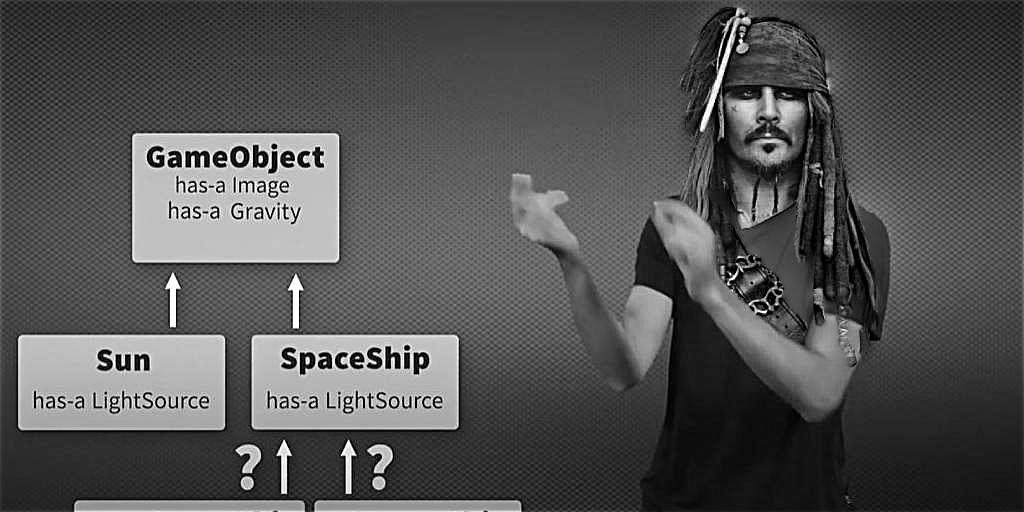 GameObject
has-a Image
has-a Gravity
Sun
has-a LightSource
SpaceShip
has-a LightSource
? ?